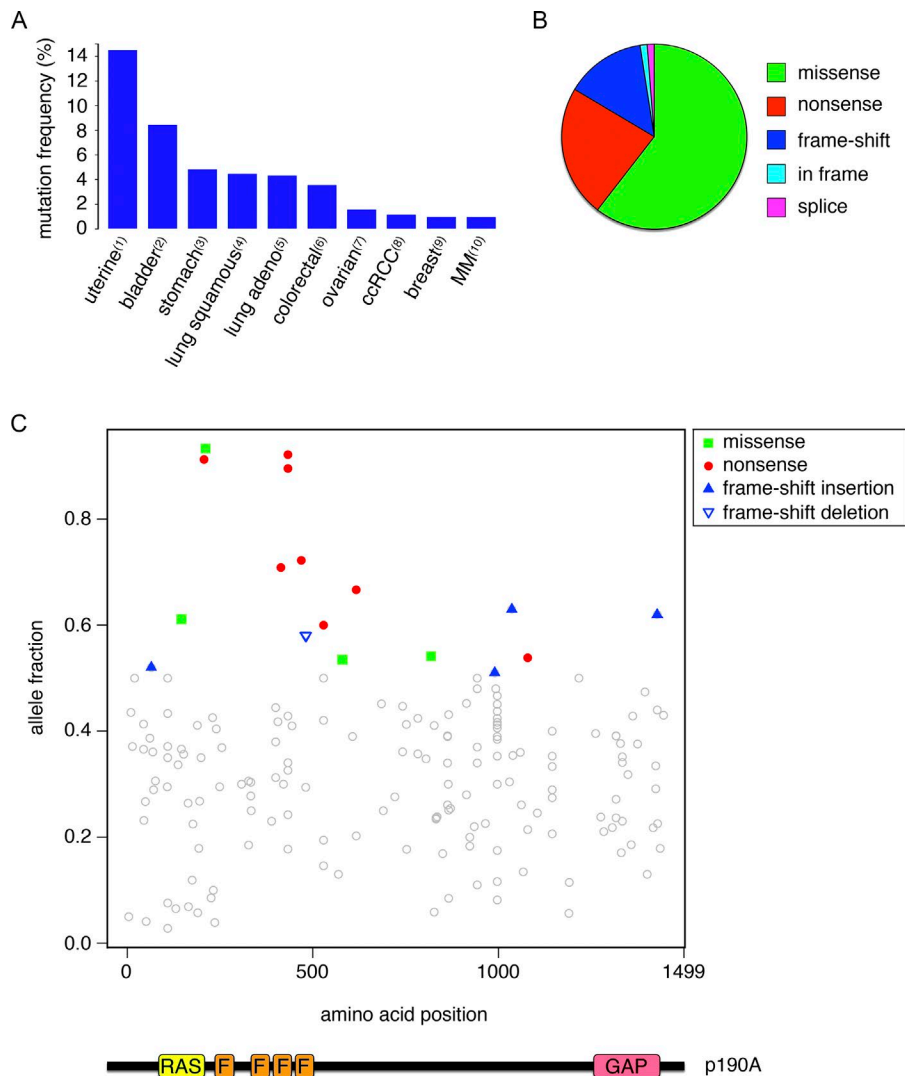 A
mutation frequency (%)
14
12
10
8
6
4
2
0
uterine(1)
bladder(2)
stomach(3)
lung squamous(4)
lung adeno(5)
colorectal(6)
ovarian(7)
ccRCC(8)
breast(9)
MM(10)
B
missense
nonsense
frame-shift
in frame
splice
C
allele fraction
0.8
0.6
0.4
0.2
0.0
0
500
1000
1499
amino acid position
missense
nonsense
frame-shift insertion
frame-shift deletion
RAS F F F F GAP p190A